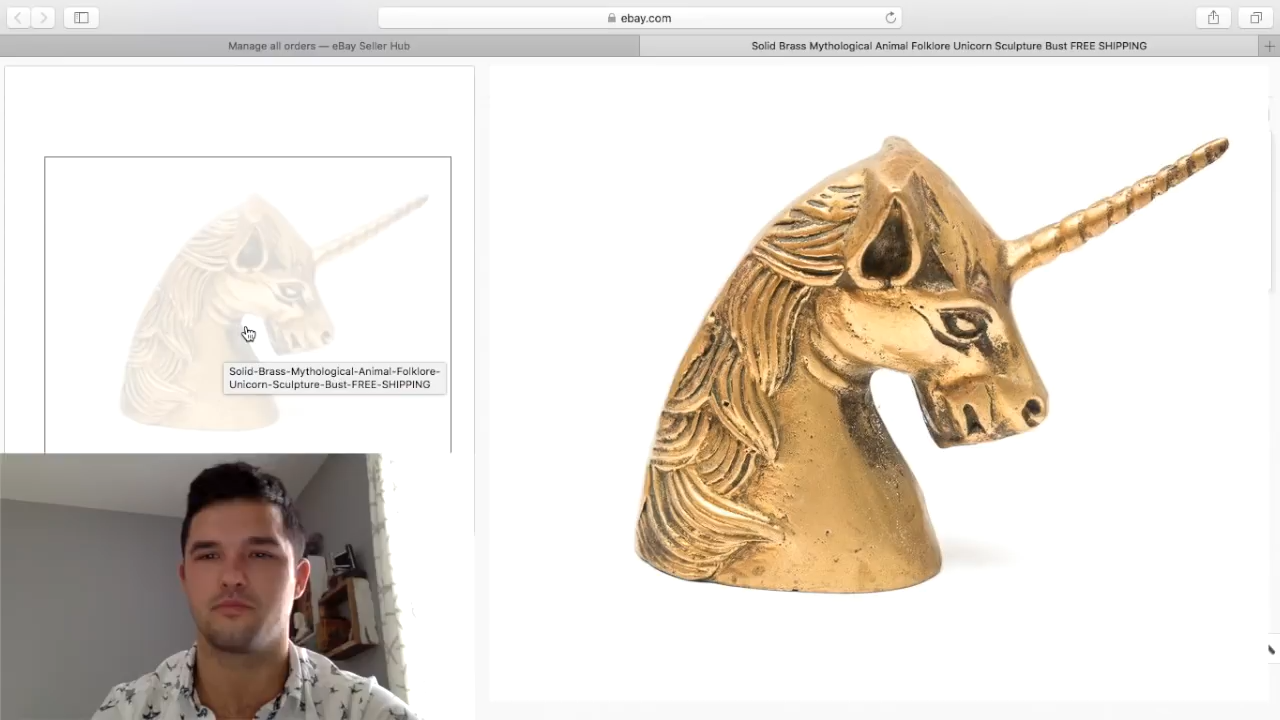 ebay.com
Manage all orders — eBay Seller Hub
Solid Brass Mythological Animal Folklore Unicorn Sculpture Bust FREE SHIPPING
Solid-Brass-Mythological-Animal-Folklore-
Unicorn-Sculpture-Bust-FREE-SHIPPING